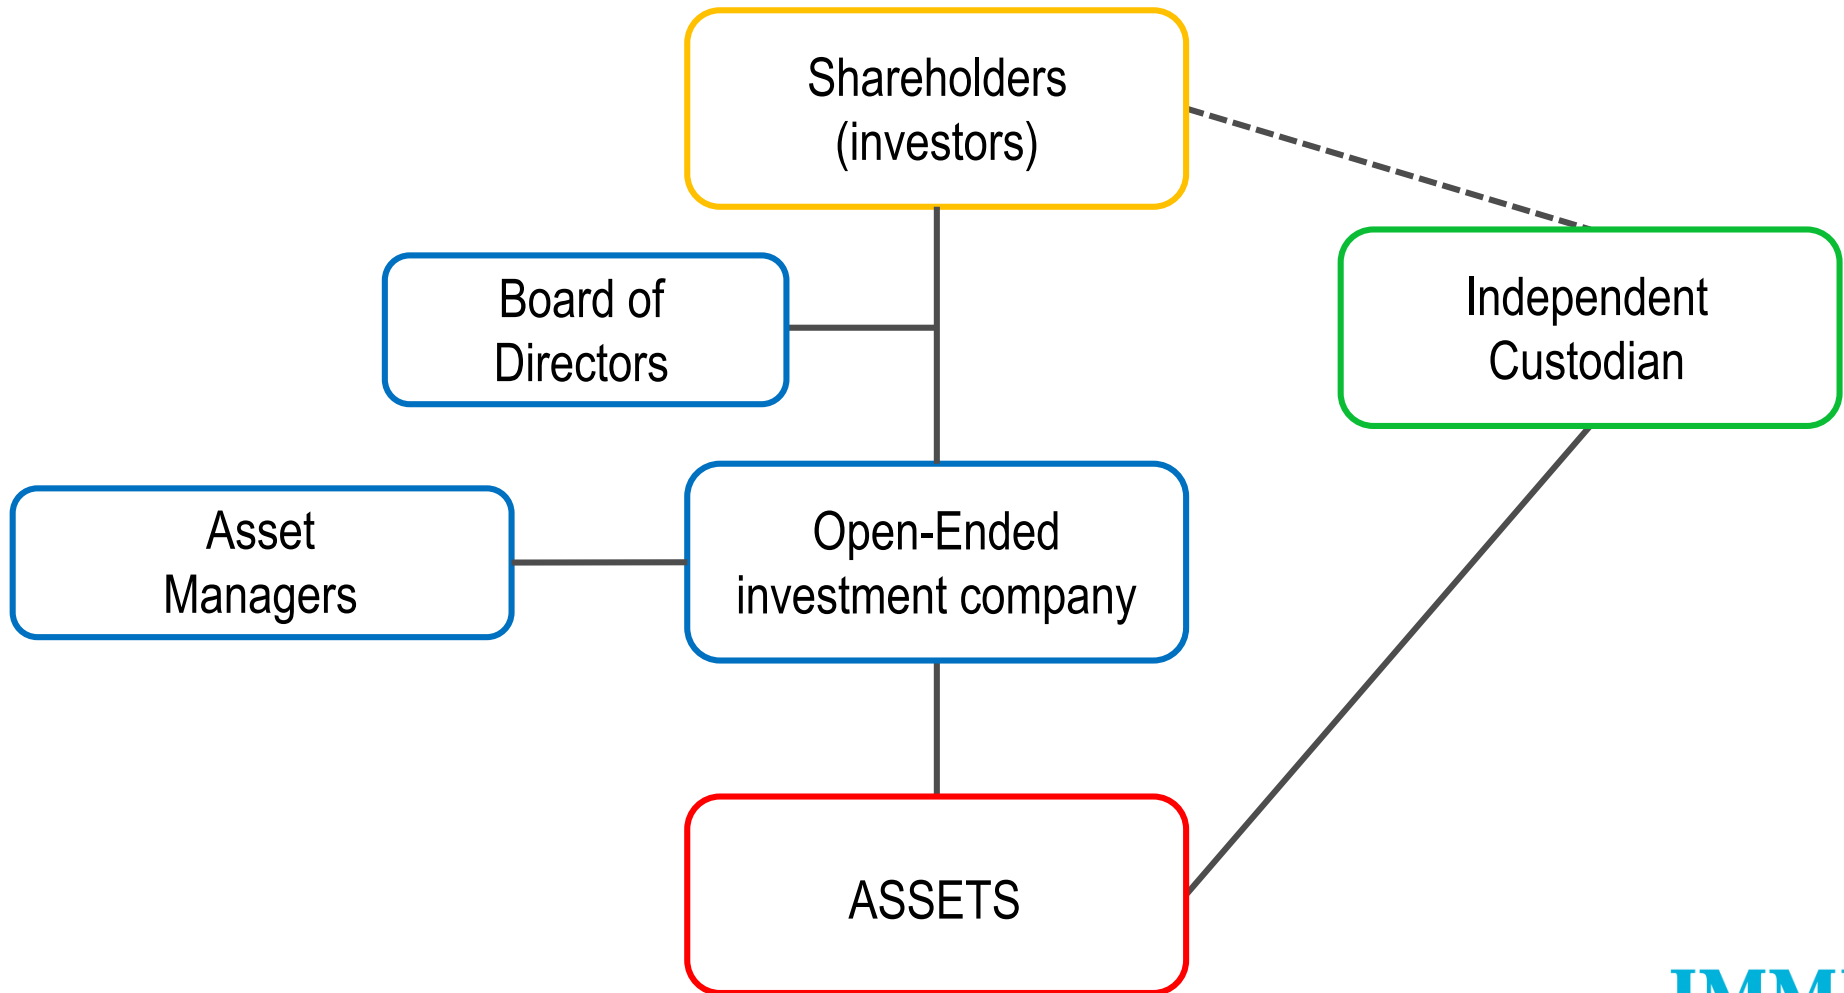 Shareholders
(investors)
Board of
Directors
Independent
Custodian
Asset
Managers
Open-Ended
investment company
ASSETS